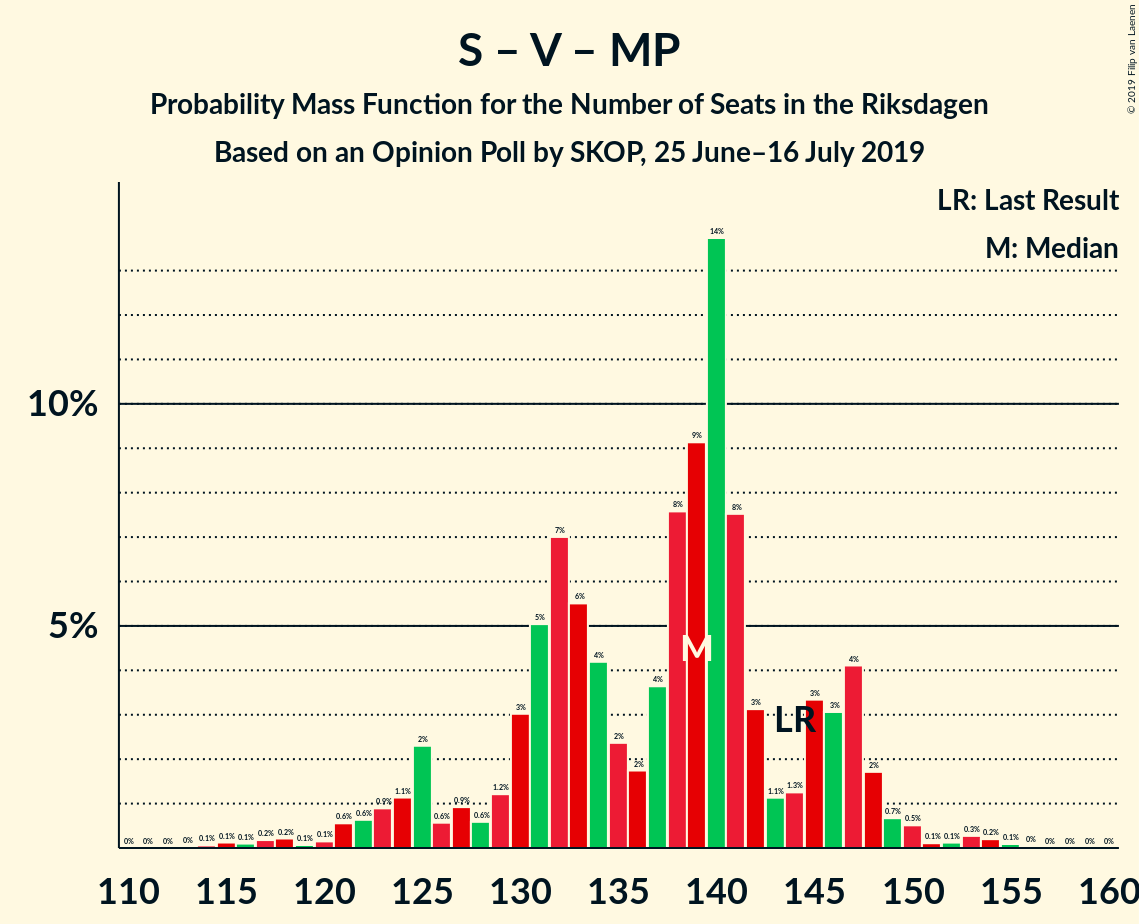 S – V – MP
Probability Mass Function for the Number of Seats in the Riksdagen
Based on an Opinion Poll by SKOP, 25 June–16 July 2019
© 2019 Filip van Laenen
LR: Last Result
M: Median
10%
5%
0% 0% 0% 0% 0.1% 0.1% 0.1% 0.2% 0.2% 0.1% 0.1% 0.6% 0.6% 0.9% 1.1% 2% 0.6% 0.9% 0.6% 1.2% 3% 5% 7% 6% 4% 2% 2% 4% 8% 9% 14% 8% 3% 1.1% 1.3% 3% 3% 4% 2% 0.7% 0.5% 0.1% 0.1% 0.3% 0.2% 0.1% 0% 0% 0% 0% 0%
M
LR
110 115 120 125 130 135 140 145 150 155 160